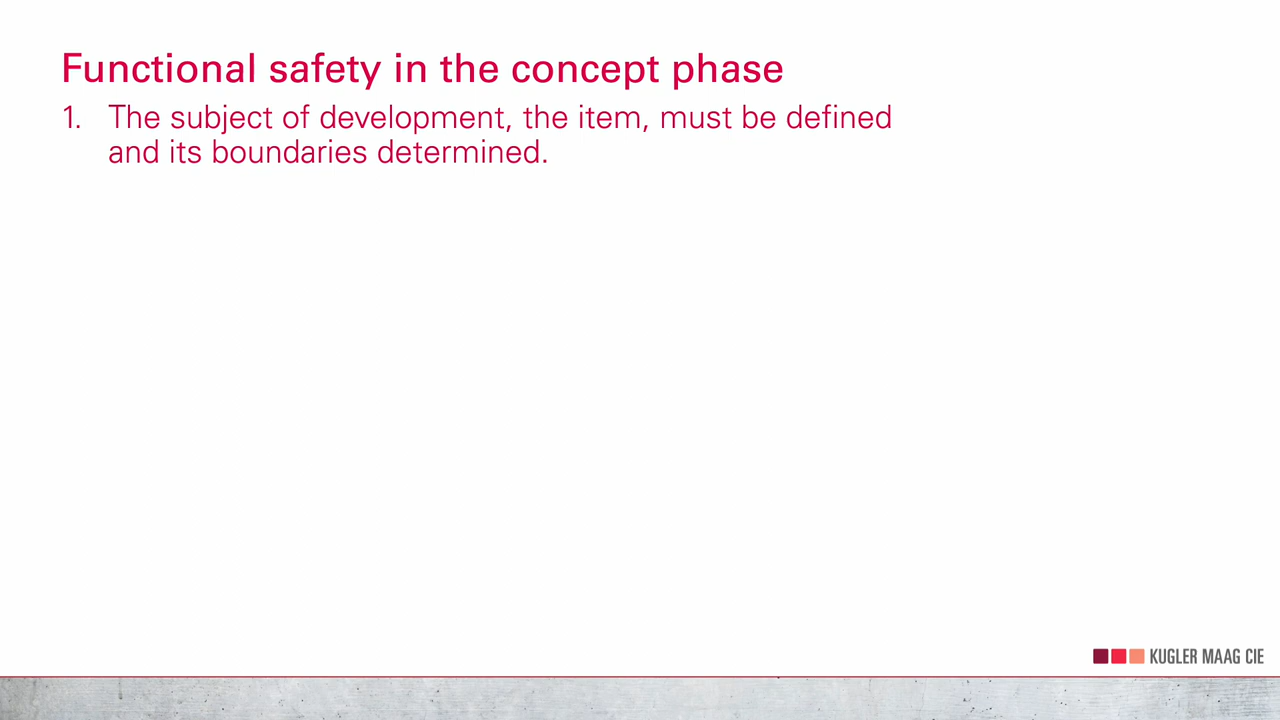 Functional safety in the concept phase
1. The subject of development, the item, must be defined
and its boundaries determined.
KUGLER MAAG CIE